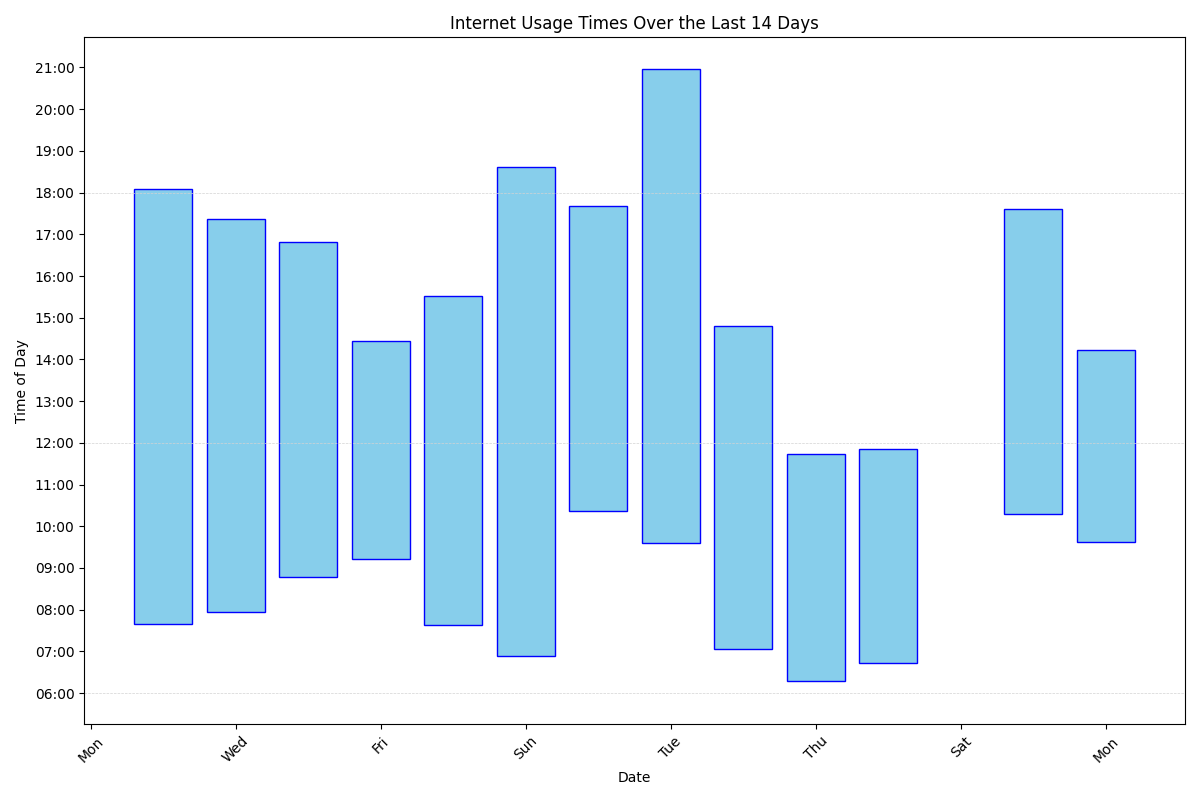 Internet Usage Times Over the Last 14 Days
21:00
20:00
19:00
18:00
17:00
16:00
15:00
14:00
13:00
12:00
11:00
10:00
09:00
08:00
07:00
06:00
Time of Day
Mon
Wed
Fri
Sun
Tue
Thu
Sat
Mon
Date